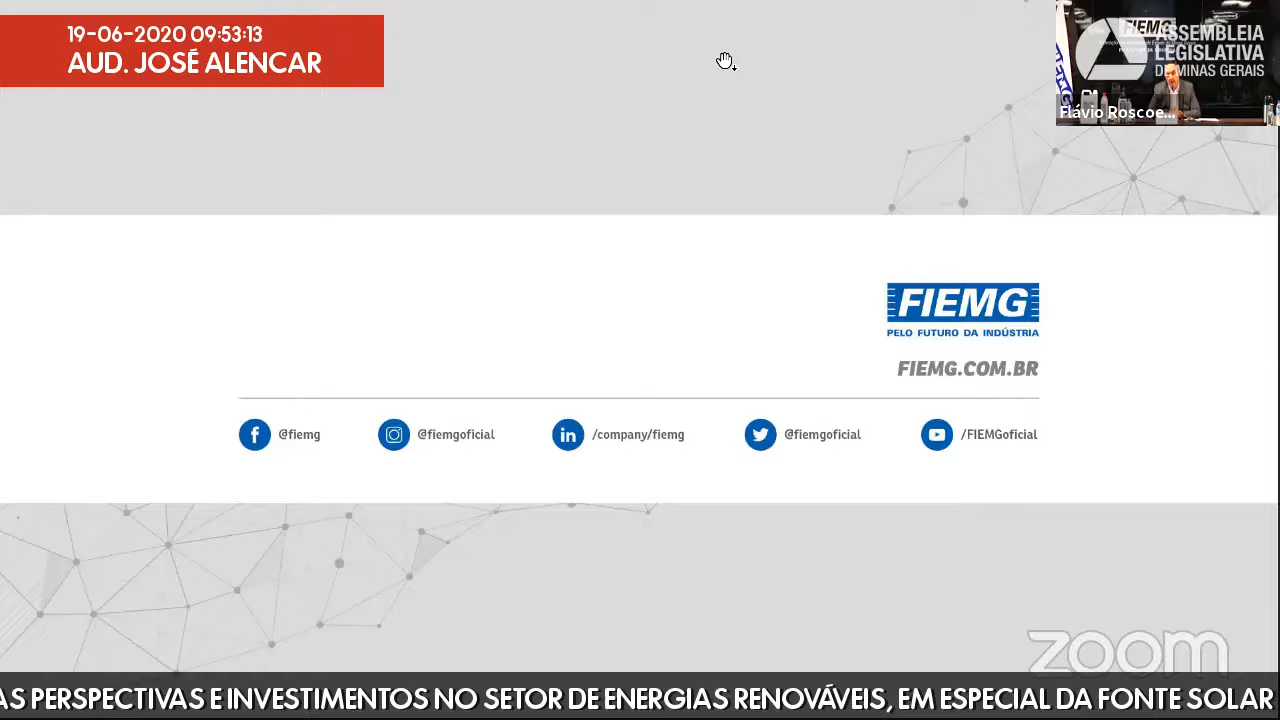 19-06-2020 09:53:13
AUD. JOSÉ ALENCAR
FIEMG
ASSEMBLEIA
LEGISLATIVA
DE MINAS GERAIS
Flávio Roscoe...
FIEMG
PELO FUTURO DA INDÚSTRIA
FIEMG.COM.BR
@fiemg
@fiemgoficial
/company/fiemg
@fiemgoficial
/FIEMGoficial
zoom
AS PERSPECTIVAS E INVESTIMENTOS NO SETOR DE ENERGIAS RENOVÁVEIS, EM ESPECIAL DA FONTE SOLAR